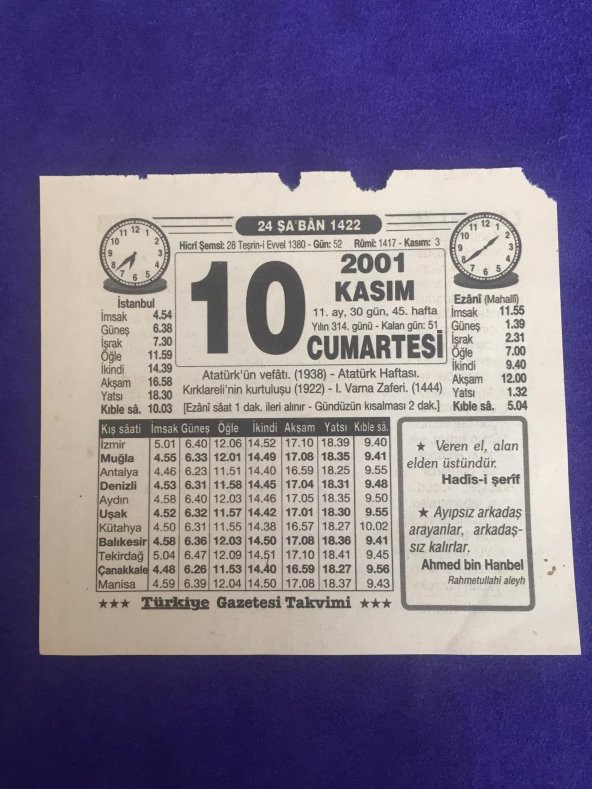 24 ŞA'BÂN 1422
Hicrî Şemsî: 28 Teşrin-i Evvel 1380 - Gün: 52 Rûmî: 1417 - Kasım: 3
10
2001
KASIM
11. ay, 30 gün, 45. hafta
Yılın 314. günü - Kalan gün: 51
CUMARTESİ
İstanbul
İmsak 4.54
Güneş 6.38
İşrak 7.30
Öğle 11.59
İkindi 14.39
Akşam 16.58
Yatsı 18.30
Kıble sâ. 10.03
Ezânî (Mahallî)
İmsak 11.55
Güneş 1.39
İşrak 2.31
Öğle 7.00
İkindi 9.40
Akşam 12.00
Yatsı 1.32
Kıble sâ. 5.04
Atatürk'ün vefâtı. (1938) - Atatürk Haftası.
Kırklareli'nin kurtuluşu (1922) - I. Varna Zaferi. (1444)
[Ezânî sâat 1 dak. ileri alınır - Gündüzün kısalması 2 dak.]
Kış sâati İmsak Güneş Öğle İkindi Akşam Yatsı Kıble sâ.
İzmir 5.01 6.40 12.06 14.52 17.10 18.39 9.40
Muğla 4.55 6.33 12.01 14.49 17.08 18.35 9.41
Antalya 4.46 6.23 11.51 14.40 16.59 18.25 9.55
Denizli 4.53 6.31 11.58 14.45 17.04 18.31 9.48
Aydın 4.58 6.40 12.03 14.46 17.05 18.35 9.50
Uşak 4.52 6.32 11.57 14.42 17.01 18.30 9.55
Kütahya 4.50 6.31 11.55 14.38 16.57 18.27 10.02
Balıkesir 4.58 6.36 12.03 14.50 17.08 18.36 9.41
Tekirdağ 5.04 6.47 12.09 14.51 17.10 18.41 9.45
Çanakkale 4.48 6.26 11.53 14.40 16.59 18.27 9.56
Manisa 4.59 6.39 12.04 14.50 17.08 18.37 9.43
★★★ Türkiye Gazetesi Takvimi ★★★
★ Veren el, alan
elden üstündür.
Hadîs-i şerîf
★ Ayıpsız arkadaş
arayanlar, arkadaş-
sız kalırlar.
Ahmed bin Hanbel
Rahmetullahi aleyh